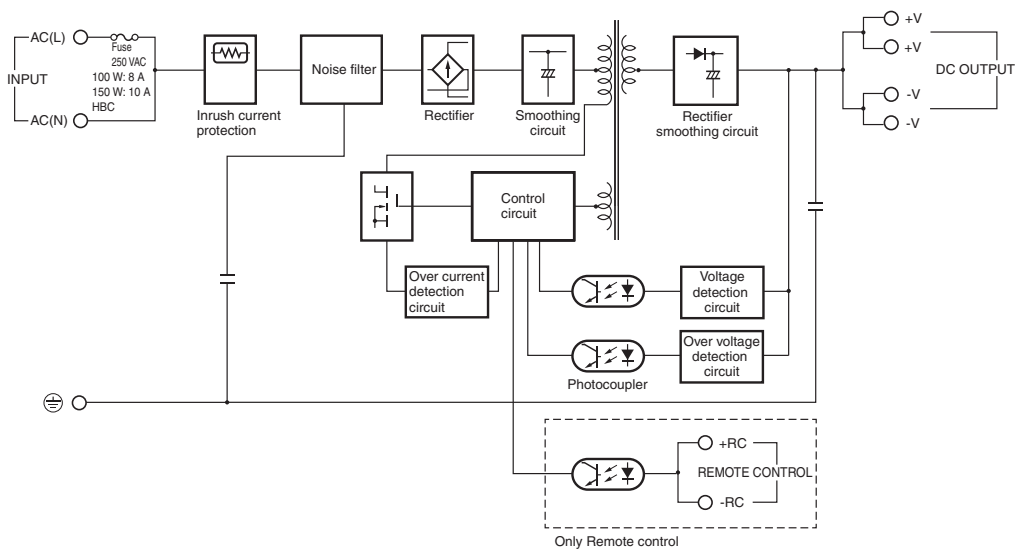 AC(L)
Fuse
250 VAC
100 W: 8 A
150 W: 10 A
HBC
INPUT
AC(N)
Inrush current
protection
Noise filter
Rectifier
Smoothing
circuit
Rectifier
smoothing circuit
+V
+V
DC OUTPUT
-V
-V
Control
circuit
Over current
detection
circuit
Voltage
detection
circuit
Over voltage
detection
circuit
Photocoupler
+RC
REMOTE CONTROL
-RC
Only Remote control